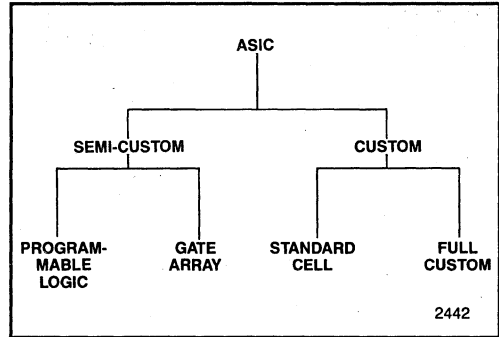 ASIC
SEMI-CUSTOM
CUSTOM
PROGRAM-
MABLE
LOGIC
GATE
ARRAY
STANDARD
CELL
FULL
CUSTOM
2442